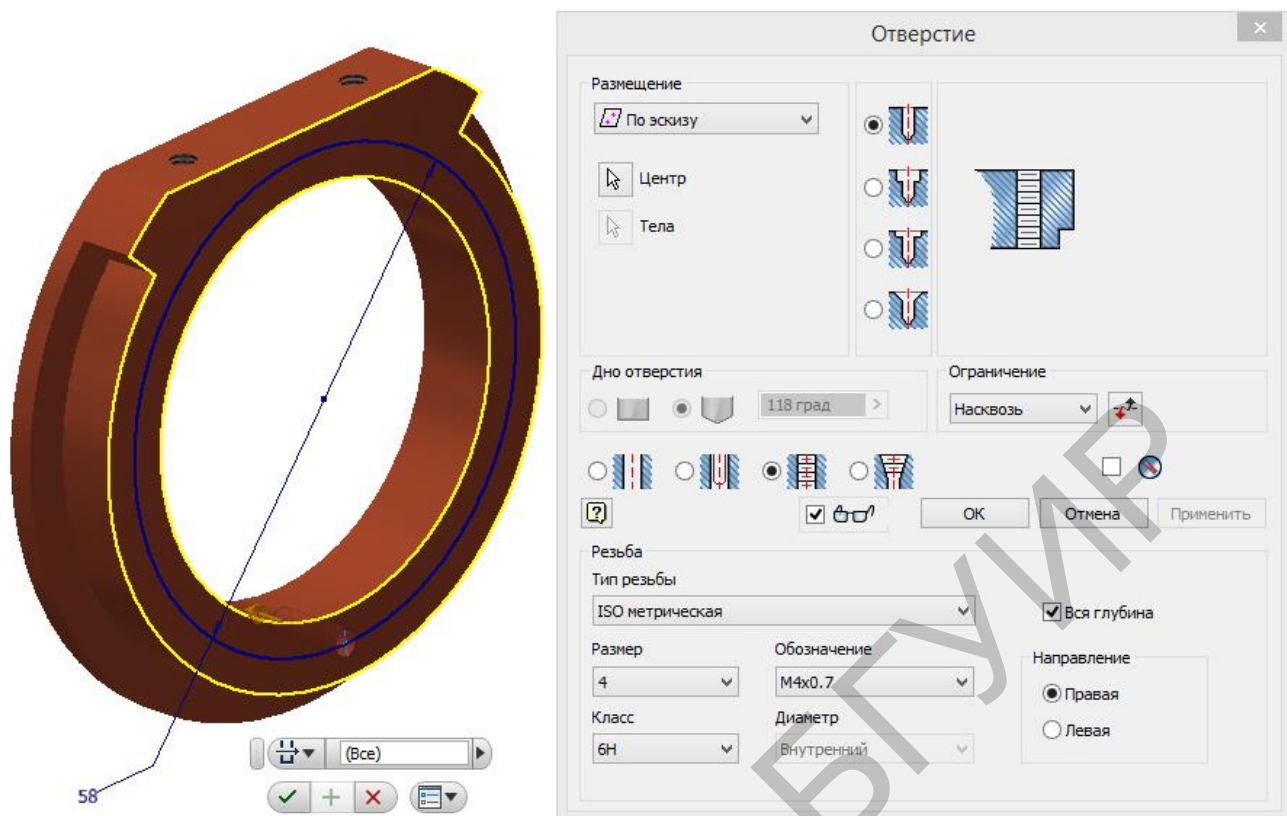 58
(Все)
Отверстие
Размещение
По эскизу
Центр
Тела
Дно отверстия
118 град
Ограничение
Насквозь
ОК
Отмена
Применить
Резьба
Тип резьбы
ISO метрическая
Вся глубина
Размер
Обозначение
4
M4x0.7
Класс
Диаметр
6H
Внутренний
Направление
Правая
Левая
БГУИР